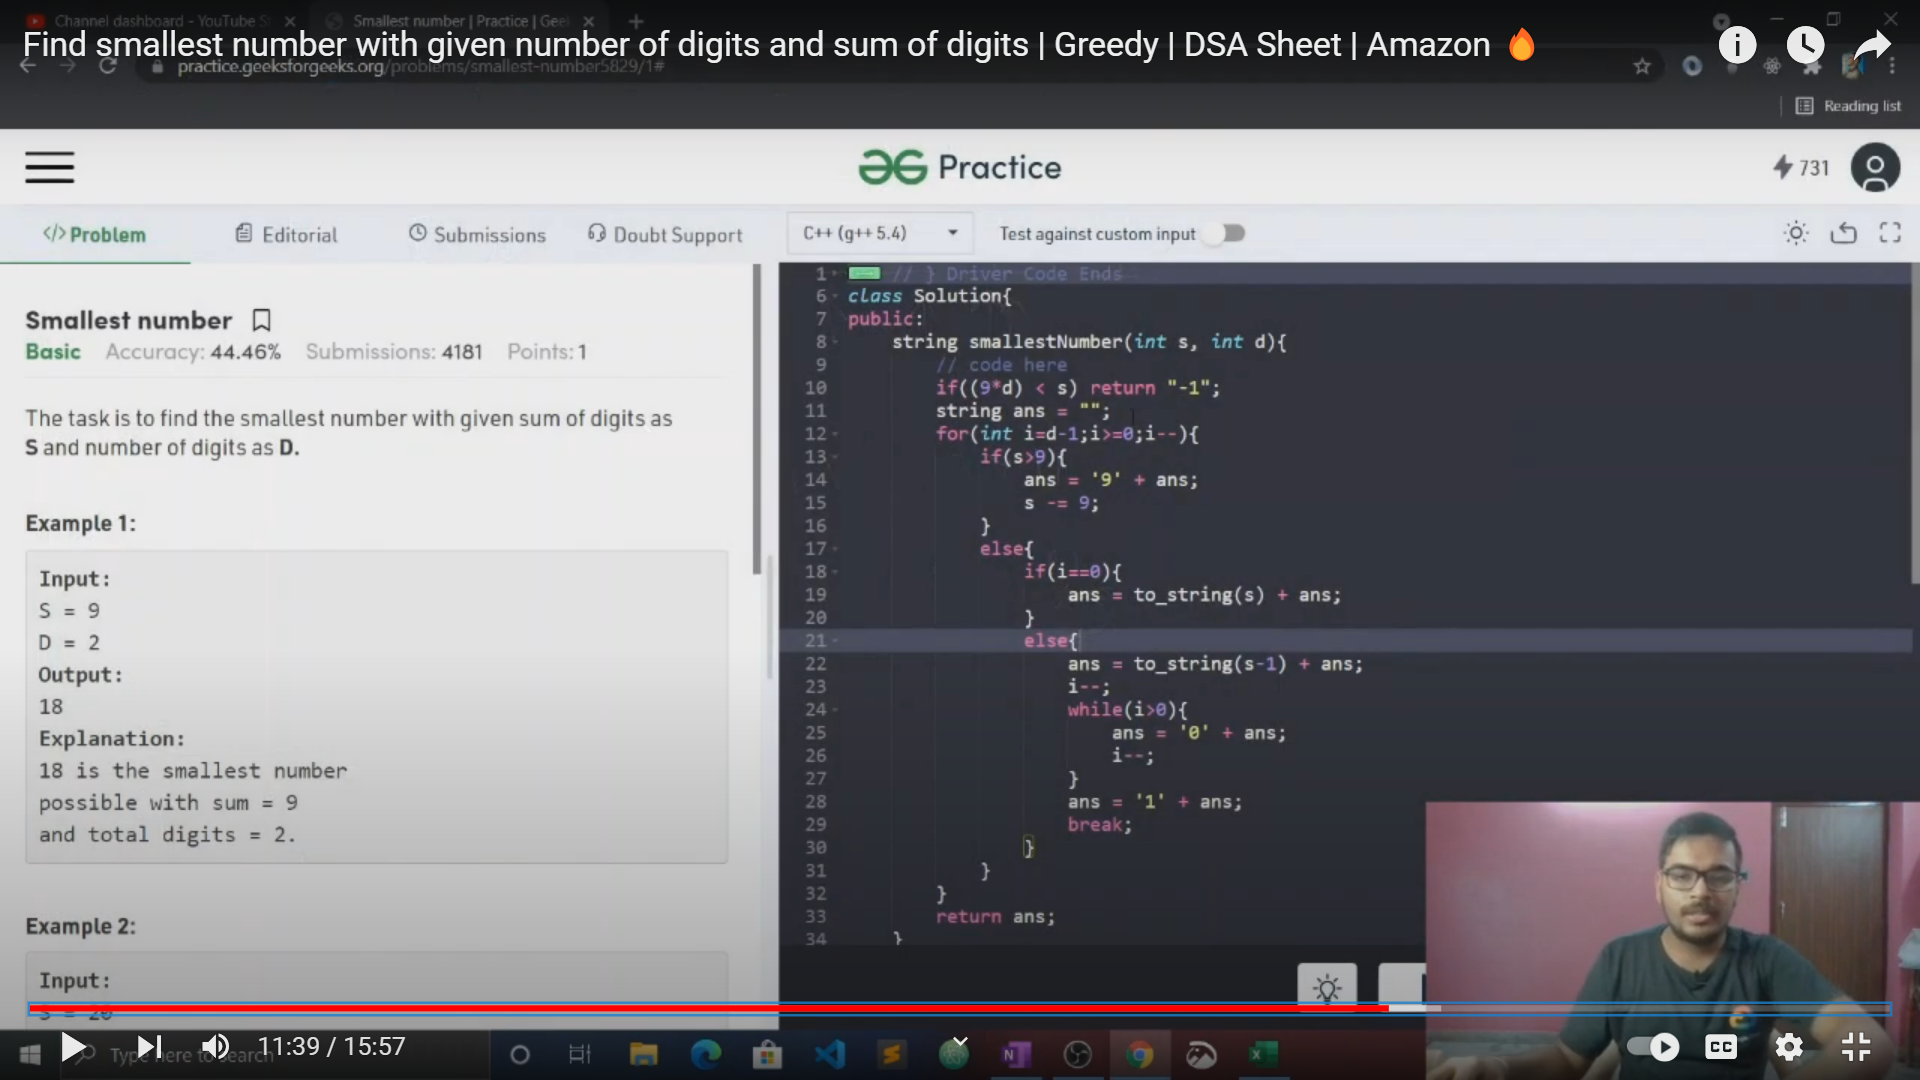 Channel dashboard - YouTube S
Smallest number | Practice | Gee
Find smallest number with given number of digits and sum of digits | Greedy | DSA Sheet | Amazon 🔥
practice.geeksforgeeks.org/problems/smallest-number5829/1#
Reading list
Practice
731
</> Problem
Editorial
Submissions
Doubt Support
C++ (g++ 5.4)
Test against custom input
Smallest number
Basic Accuracy: 44.46% Submissions: 4181 Points: 1
The task is to find the smallest number with given sum of digits as
S and number of digits as D.
Example 1:
Input:
S = 9
D = 2
Output:
18
Explanation:
18 is the smallest number
possible with sum = 9
and total digits = 2.
Example 2:
Input:
S = 20
1 // } Driver Code Ends
6 class Solution{
7 public:
8 string smallestNumber(int s, int d){
9 // code here
10 if((9*d) < s) return "-1";
11 string ans = "";
12 for(int i=d-1;i>=0;i--){
13 if(s>9){
14 ans = '9' + ans;
15 s -= 9;
16 }
17 else{
18 if(i==0){
19 ans = to_string(s) + ans;
20 }
21 else{
22 ans = to_string(s-1) + ans;
23 i--;
24 while(i>0){
25 ans = '0' + ans;
26 i--;
27 }
28 ans = '1' + ans;
29 break;
30 }
31 }
32 }
33 return ans;
34 }
11:39 / 15:57
Type here to search
CC